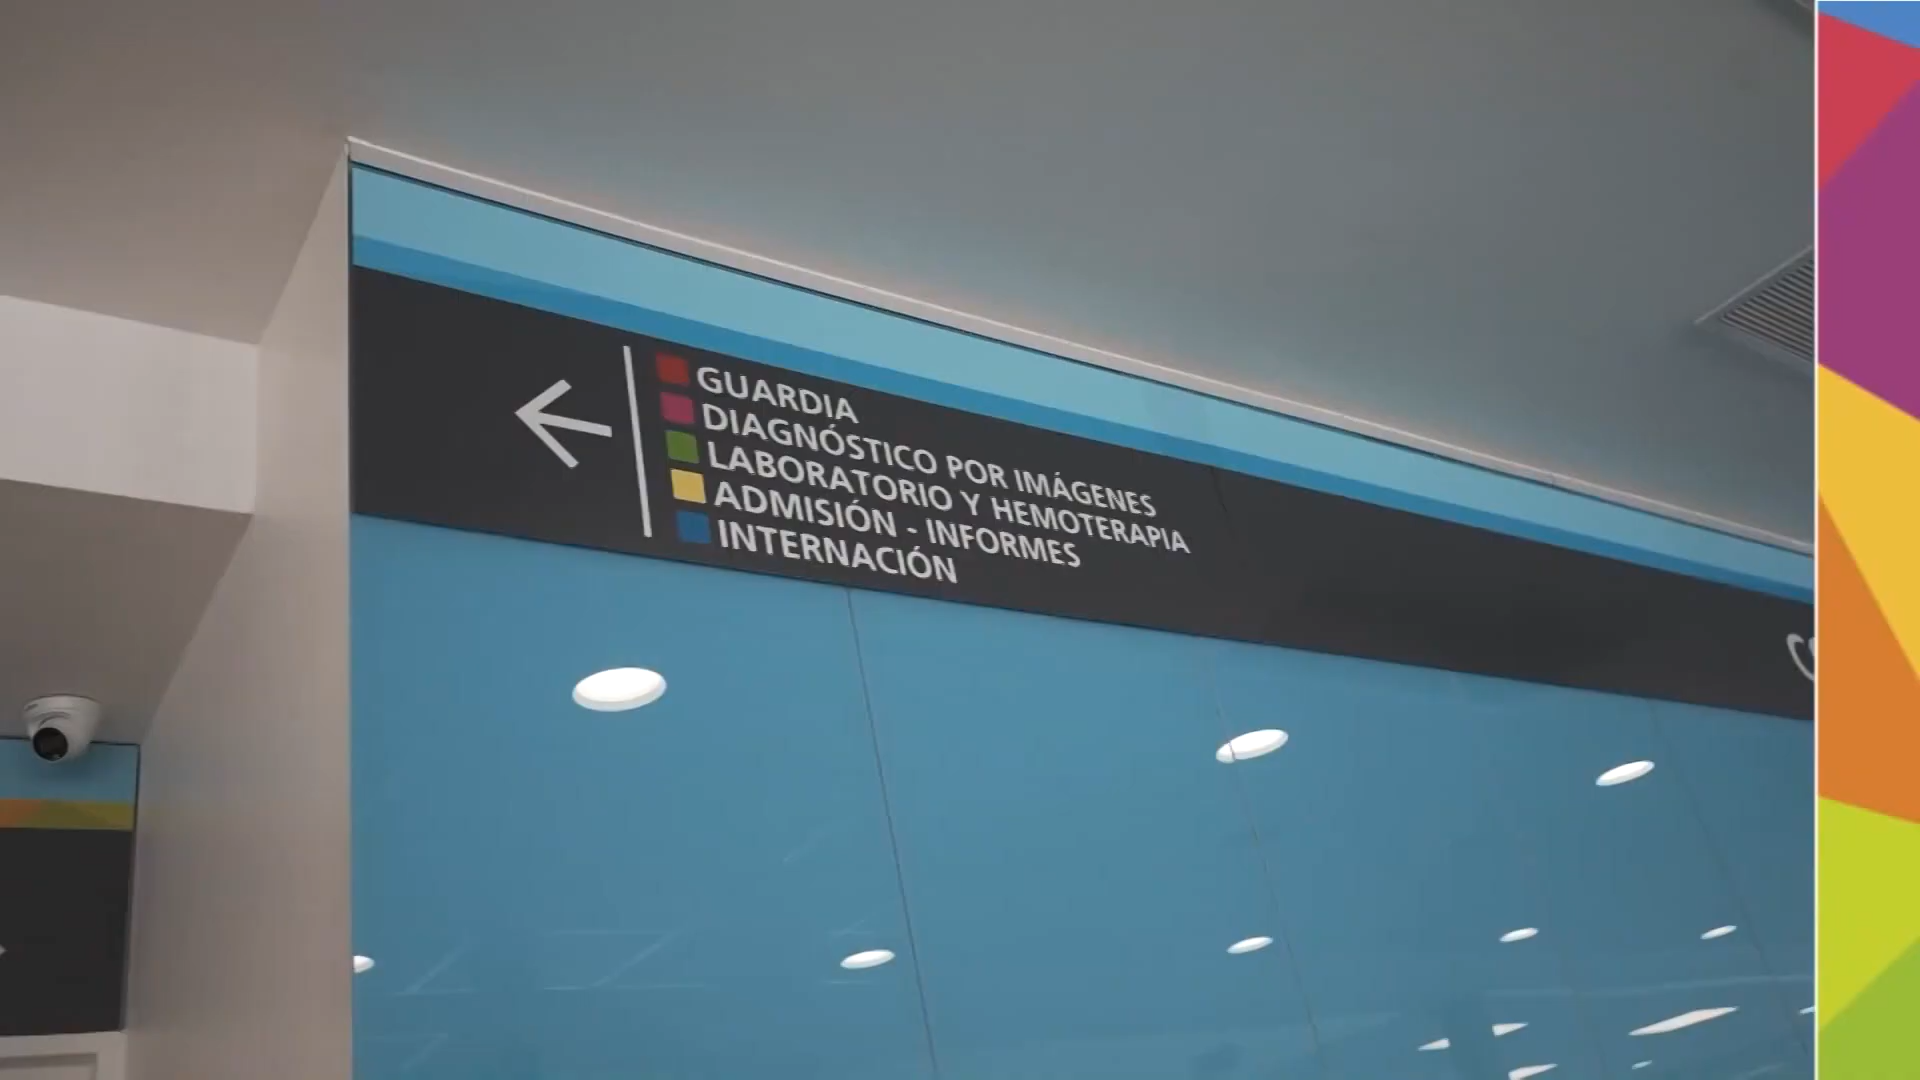 GUARDIA
DIAGNÓSTICO POR IMÁGENES
LABORATORIO Y HEMOTERAPIA
ADMISIÓN - INFORMES
INTERNACIÓN